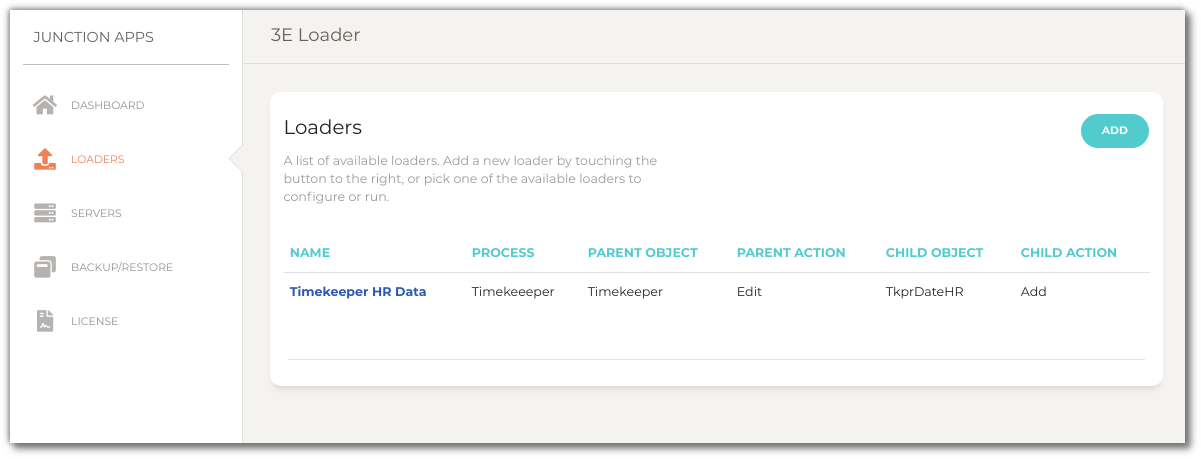 JUNCTION APPS
3E Loader
DASHBOARD
LOADERS
SERVERS
BACKUP/RESTORE
LICENSE
Loaders
ADD
A list of available loaders. Add a new loader by touching the
button to the right, or pick one of the available loaders to
configure or run.
NAME PROCESS PARENT OBJECT PARENT ACTION CHILD OBJECT CHILD ACTION
Timekeeper HR Data Timekeeeper Timekeeper Edit TkprDateHR Add